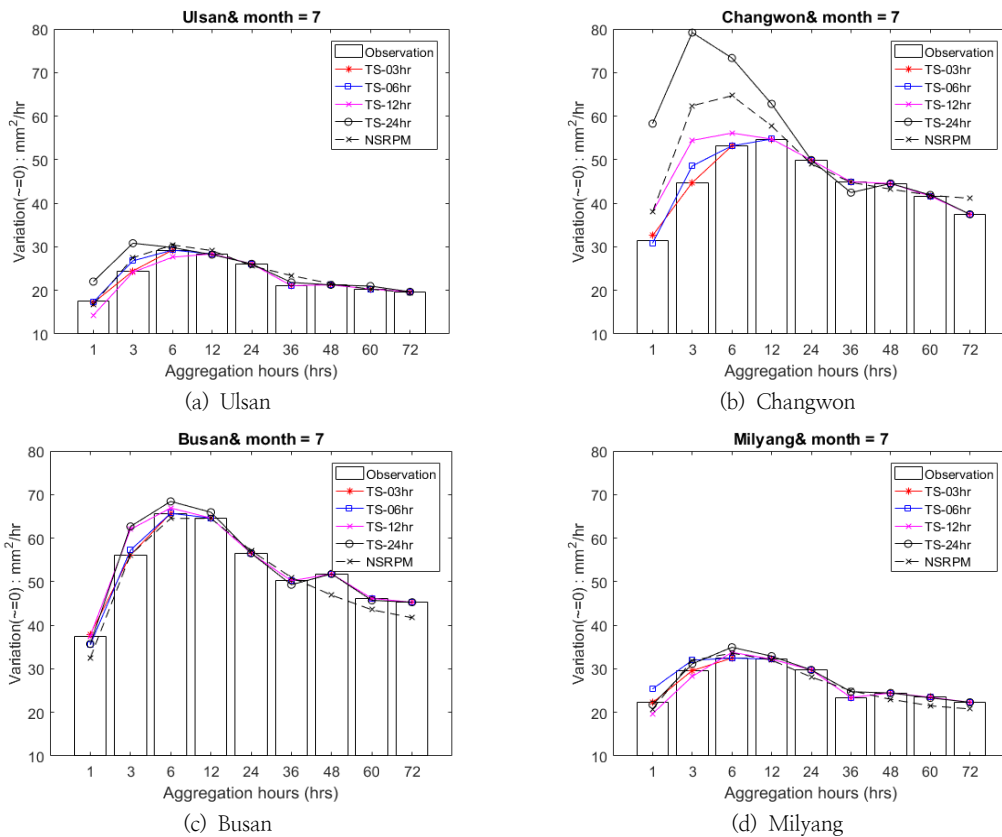 Ulsan& month = 7
Variation(~=0) : mm²/hr
80
70
60
50
40
30
20
10
Observation
TS-03hr
TS-06hr
TS-12hr
TS-24hr
NSRPM
1 3 6 12 24 36 48 60 72
Aggregation hours (hrs)
(a) Ulsan
Changwon& month = 7
Variation(~=0) : mm²/hr
80
70
60
50
40
30
20
10
Observation
TS-03hr
TS-06hr
TS-12hr
TS-24hr
NSRPM
1 3 6 12 24 36 48 60 72
Aggregation hours (hrs)
(b) Changwon
Busan& month = 7
Variation(~=0) : mm²/hr
80
70
60
50
40
30
20
10
Observation
TS-03hr
TS-06hr
TS-12hr
TS-24hr
NSRPM
1 3 6 12 24 36 48 60 72
Aggregation hours (hrs)
(c) Busan
Milyang& month = 7
Variation(~=0) : mm²/hr
80
70
60
50
40
30
20
10
Observation
TS-03hr
TS-06hr
TS-12hr
TS-24hr
NSRPM
1 3 6 12 24 36 48 60 72
Aggregation hours (hrs)
(d) Milyang